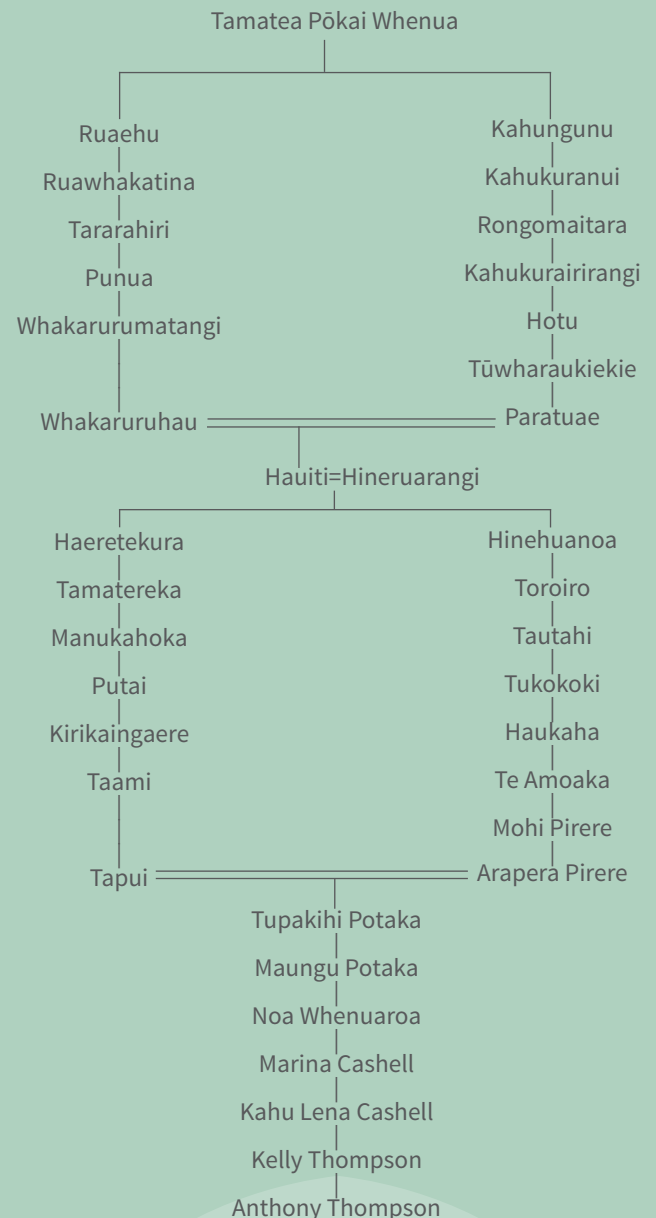 Tamatea Pōkai Whenua
Ruaehu
Ruawhakatina
Tararahiri
Punua
Whakarurumatangi
Whakaruruhau
Kahungunu
Kahukuranui
Rongomaitara
Kahukurairirangi
Hotu
Tūwharaukiekie
Paratuae
Hauiti=Hineruarangi
Haeretekura
Tamatereka
Manukahoka
Putai
Kirikaingaere
Taami
Tapui
Hinehuanoa
Toroiro
Tautahi
Tukokoki
Haukaha
Te Amoaka
Mohi Pirere
Arapera Pirere
Tupakihi Potaka
Maungu Potaka
Noa Whenuaroa
Marina Cashell
Kahu Lena Cashell
Kelly Thompson
Anthony Thompson